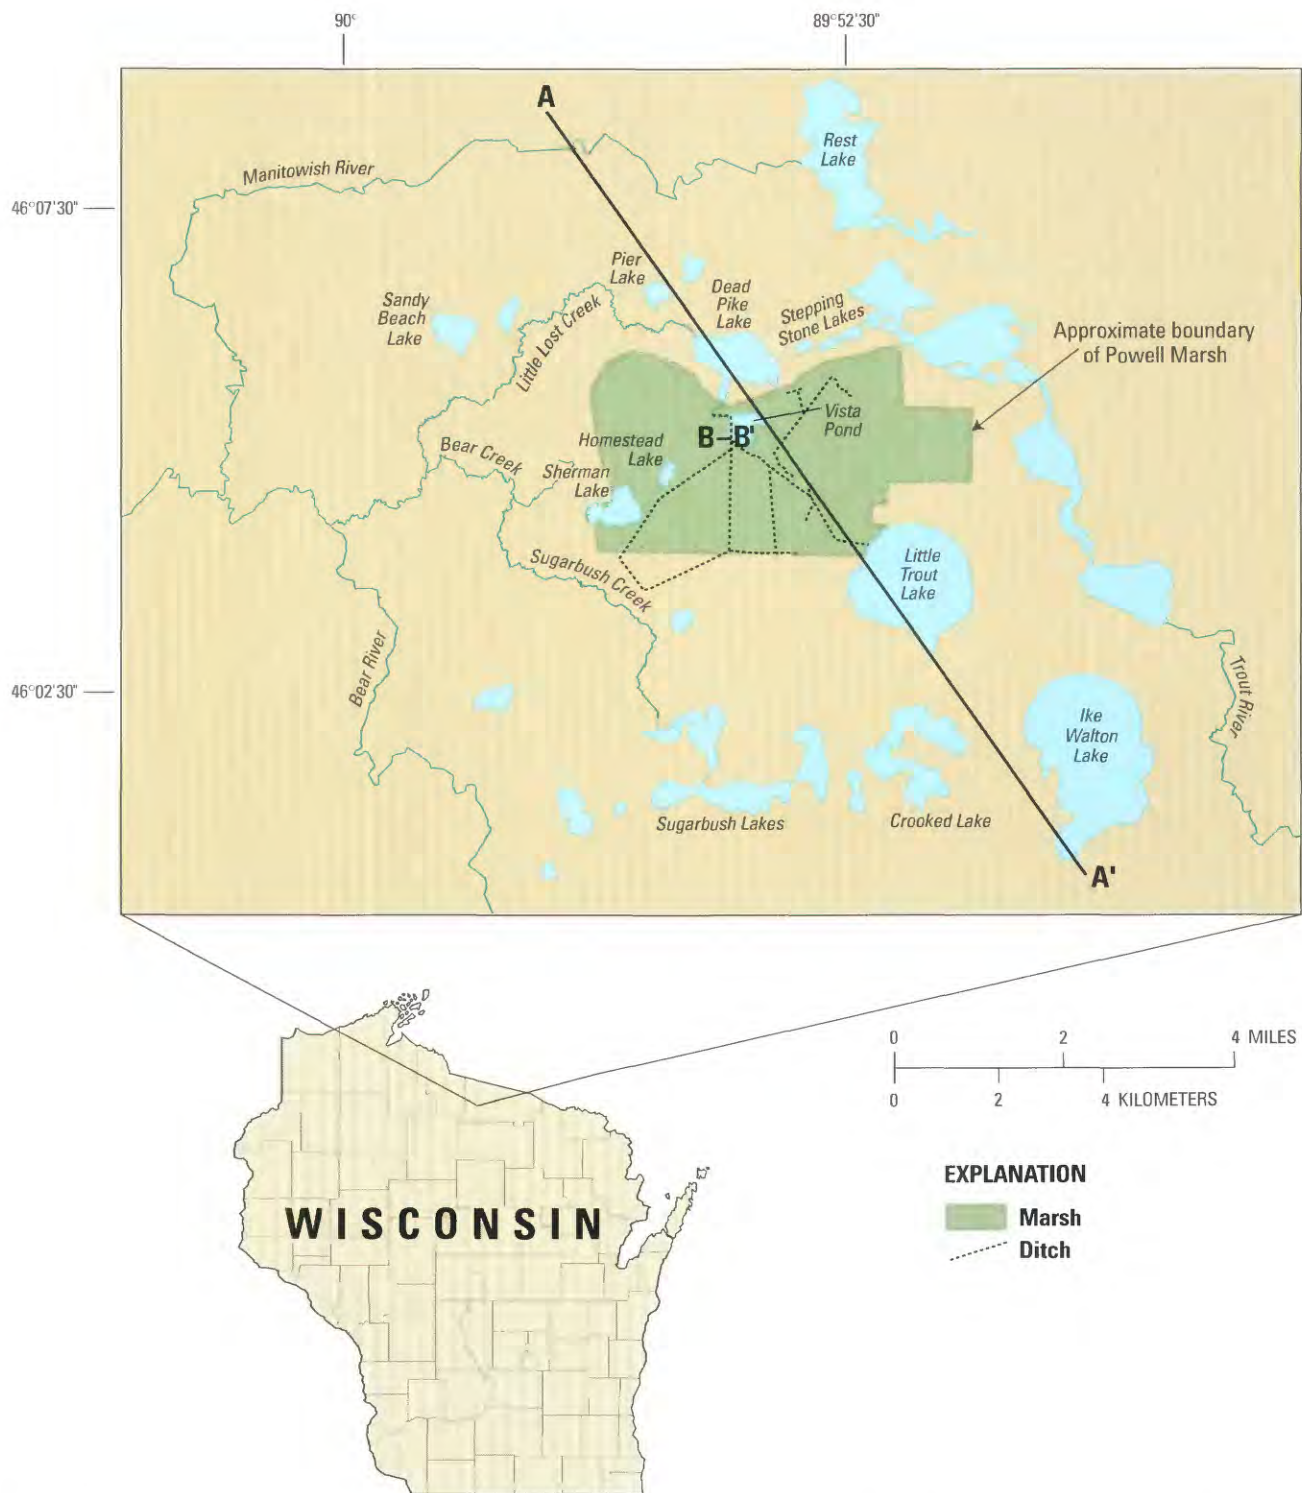 90°
89°52'30"
A
Rest
Lake
Manitowish River
46°07'30"
Pier
Lake
Dead
Pike
Lake
Stepping
Stone Lakes
Sandy
Beach
Lake
Little Lost Creek
Approximate boundary
of Powell Marsh
Vista
Pond
B–B'
Homestead
Lake
Bear Creek
Sherman
Lake
Sugarbush Creek
Little
Trout
Lake
Bear River
Trout River
46°02'30"
Ike
Walton
Lake
Sugarbush Lakes
Crooked Lake
A'
0 2 4 MILES
0 2 4 KILOMETERS
EXPLANATION
Marsh
Ditch
WISCONSIN